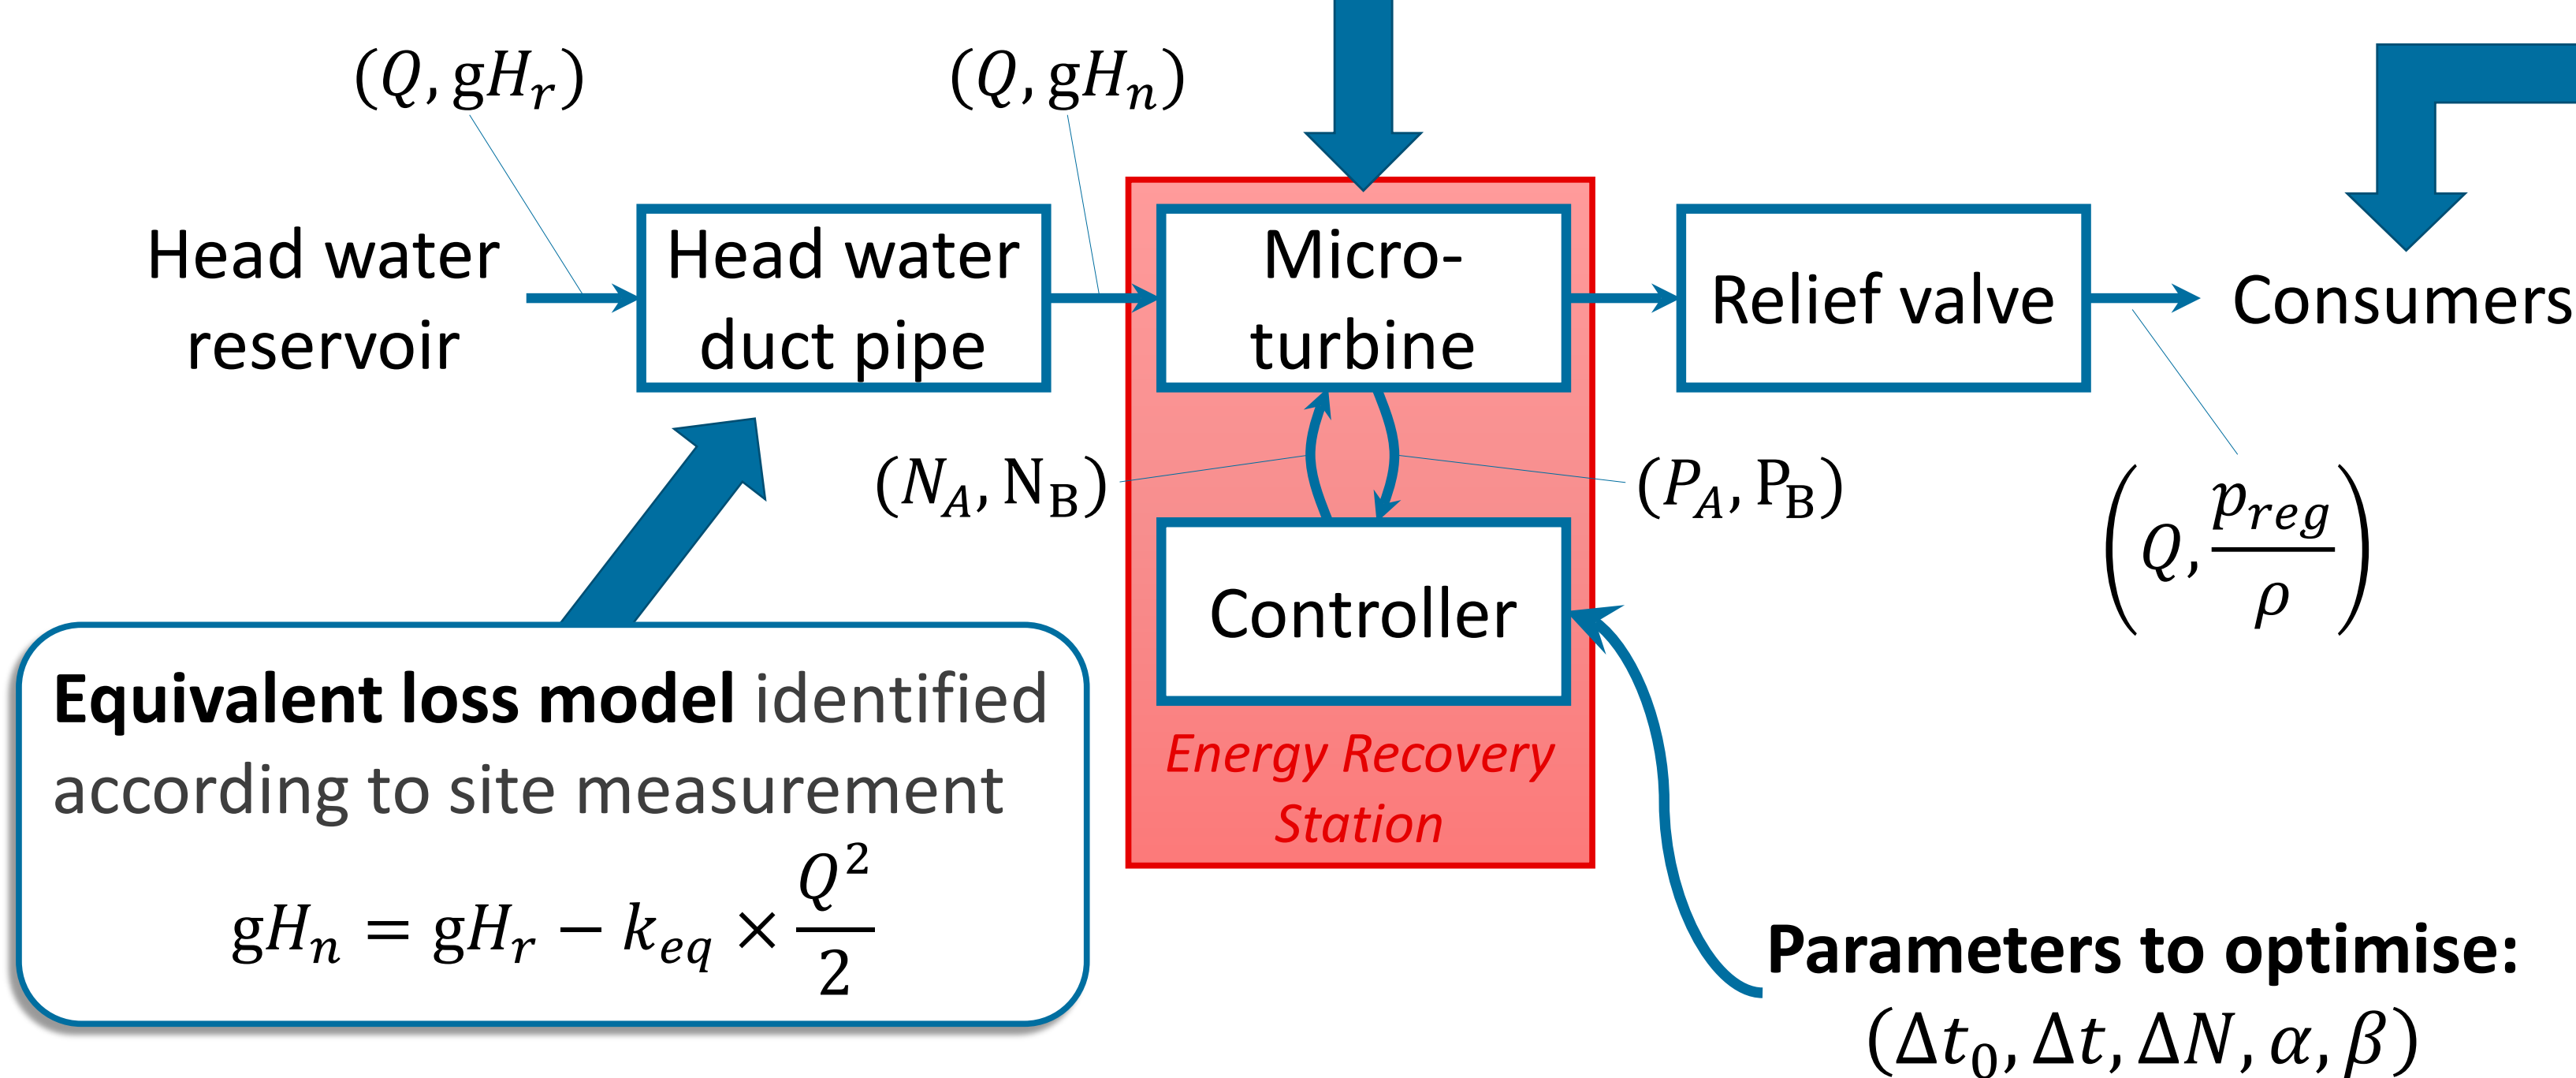 (Q, gH_r)
(Q, gH_n)
Head water
reservoir
Head water
duct pipe
Micro-
turbine
Relief valve
Consumers
(N_A, N_B)
(P_A, P_B)
(Q, p_reg/ρ)
Controller
Energy Recovery
Station
Equivalent loss model identified
according to site measurement
gH_n = gH_r − k_eq × Q²/2
Parameters to optimise:
(Δt₀, Δt, ΔN, α, β)